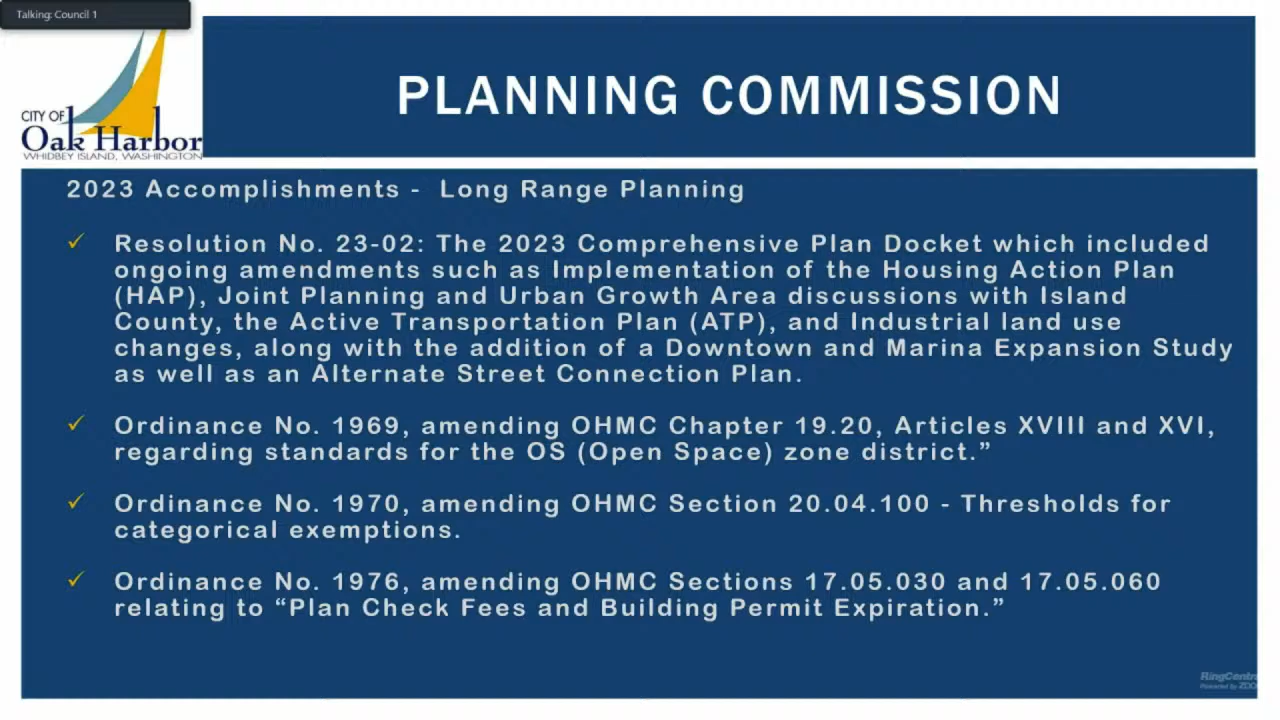 Talking: Council 1
CITY OF
Oak Harbor
WHIDBEY ISLAND, WASHINGTON
PLANNING COMMISSION
2023 Accomplishments - Long Range Planning
✓ Resolution No. 23-02: The 2023 Comprehensive Plan Docket which included
ongoing amendments such as Implementation of the Housing Action Plan
(HAP), Joint Planning and Urban Growth Area discussions with Island
County, the Active Transportation Plan (ATP), and Industrial land use
changes, along with the addition of a Downtown and Marina Expansion Study
as well as an Alternate Street Connection Plan.
✓ Ordinance No. 1969, amending OHMC Chapter 19.20, Articles XVIII and XVI,
regarding standards for the OS (Open Space) zone district.”
✓ Ordinance No. 1970, amending OHMC Section 20.04.100 - Thresholds for
categorical exemptions.
✓ Ordinance No. 1976, amending OHMC Sections 17.05.030 and 17.05.060
relating to “Plan Check Fees and Building Permit Expiration.”
RingCentr
Powered by ZOO